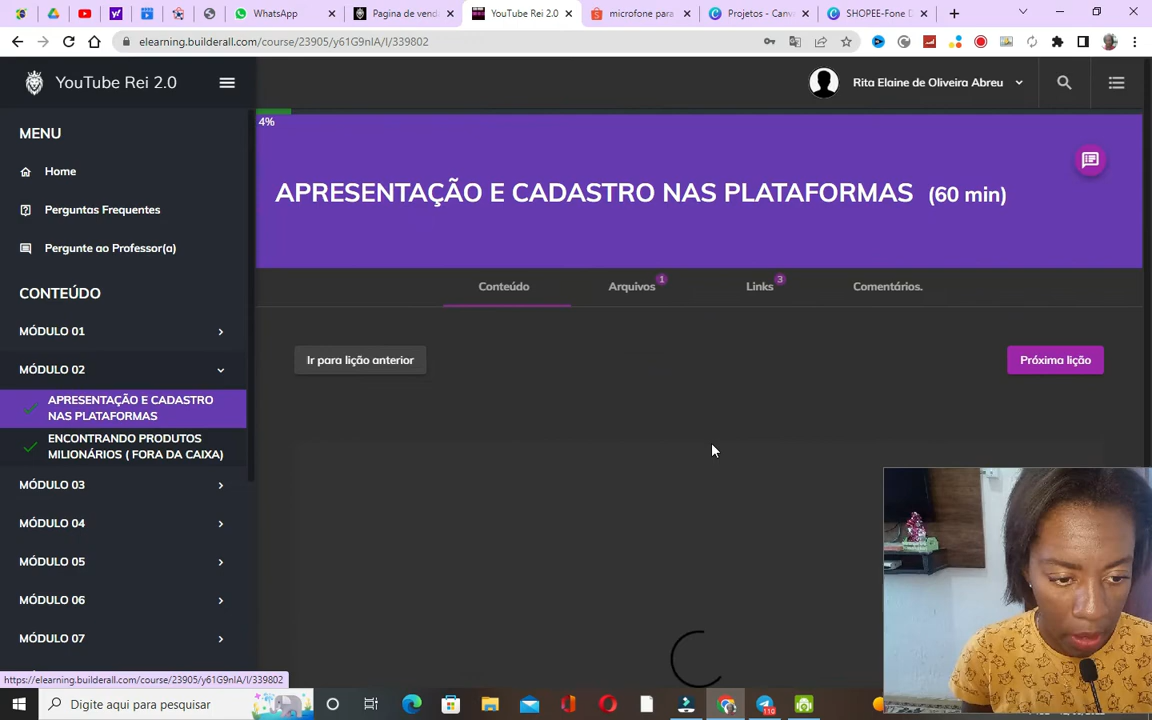 WhatsApp
Pagina de vend
YouTube Rei 2.0
microfone para
Projetos - Canv
SHOPEE-Fone D
elearning.builderall.com/course/23905/y61G9nIA/l/339802
YouTube Rei 2.0
Rita Elaine de Oliveira Abreu
MENU
Home
Perguntas Frequentes
Pergunte ao Professor(a)
CONTEÚDO
MÓDULO 01
MÓDULO 02
APRESENTAÇÃO E CADASTRO
NAS PLATAFORMAS
ENCONTRANDO PRODUTOS
MILIONÁRIOS ( FORA DA CAIXA)
MÓDULO 03
MÓDULO 04
MÓDULO 05
MÓDULO 06
MÓDULO 07
4%
APRESENTAÇÃO E CADASTRO NAS PLATAFORMAS (60 min)
Conteúdo
Arquivos 1
Links 3
Comentários.
Ir para lição anterior
Próxima lição
https://elearning.builderall.com/course/23905/y61G9nIA/l/339802
Digite aqui para pesquisar
110